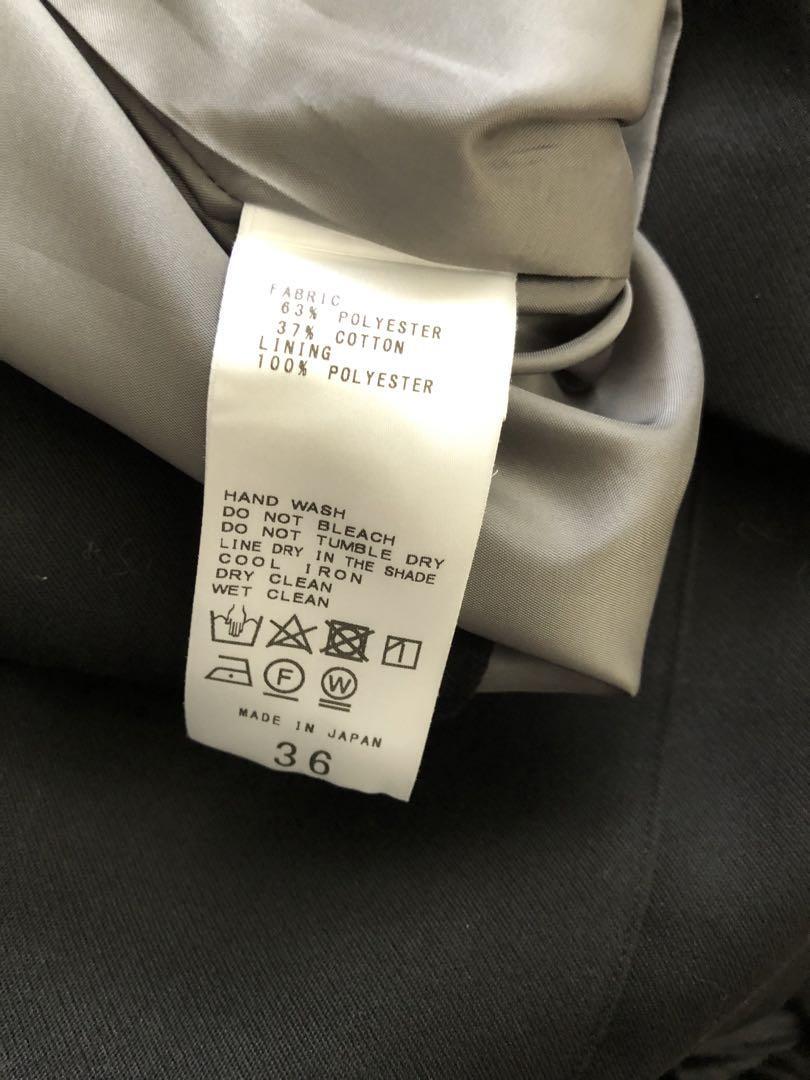 FABRIC
63% POLYESTER
37% COTTON
LINING
100% POLYESTER
HAND WASH
DO NOT BLEACH
DO NOT TUMBLE DRY
LINE DRY IN THE SHADE
COOL IRON
DRY CLEAN
WET CLEAN
F W
MADE IN JAPAN
36